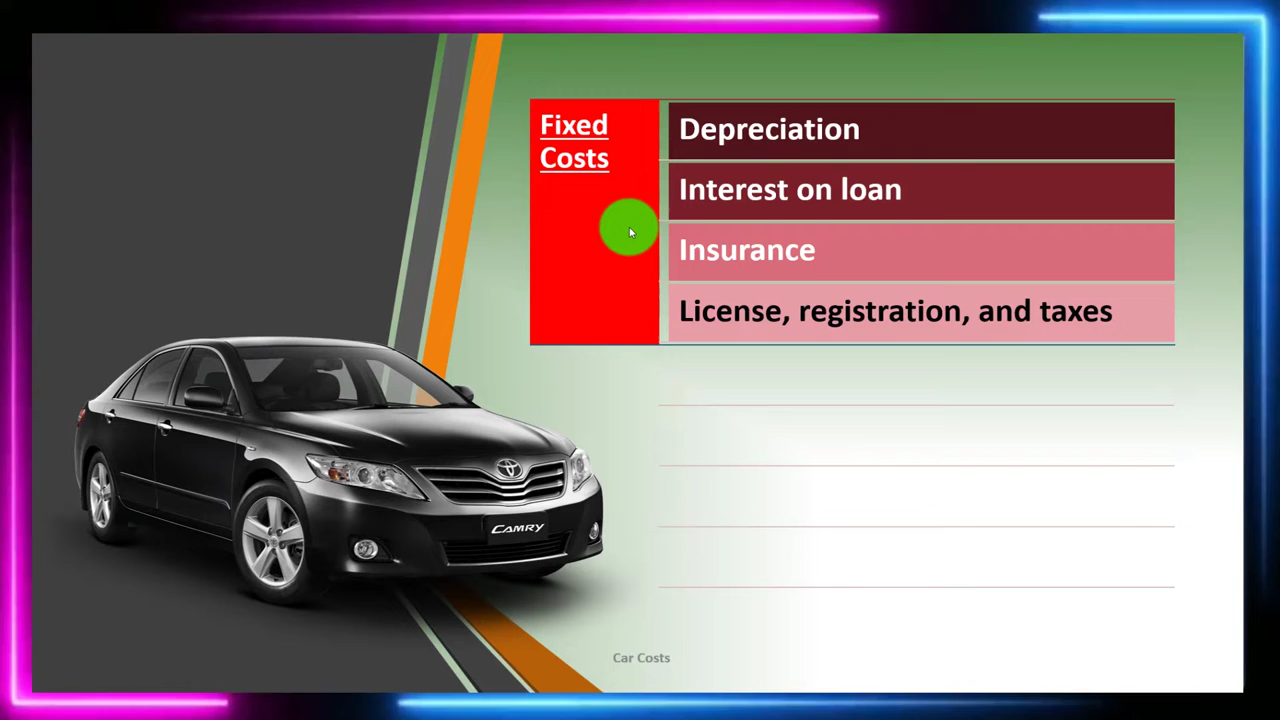 Fixed
Costs
Depreciation
Interest on loan
Insurance
License, registration, and taxes
CAMRY
Car Costs